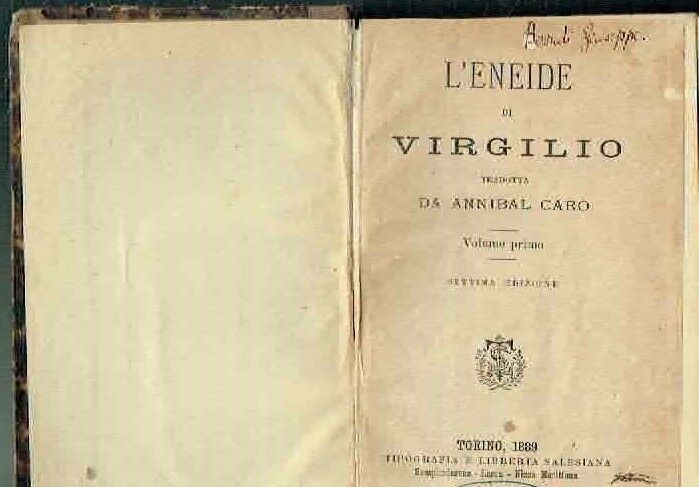 Giuseppe.
L'ENEIDE
DI
VIRGILIO
TRADOTTA
DA ANNIBAL CARO
Volume primo
SETTIMA EDIZIONE
TORINO, 1889
TIPOGRAFIA E LIBRERIA SALESIANA
Sampierdarena - Lucca - Nizza Marittima